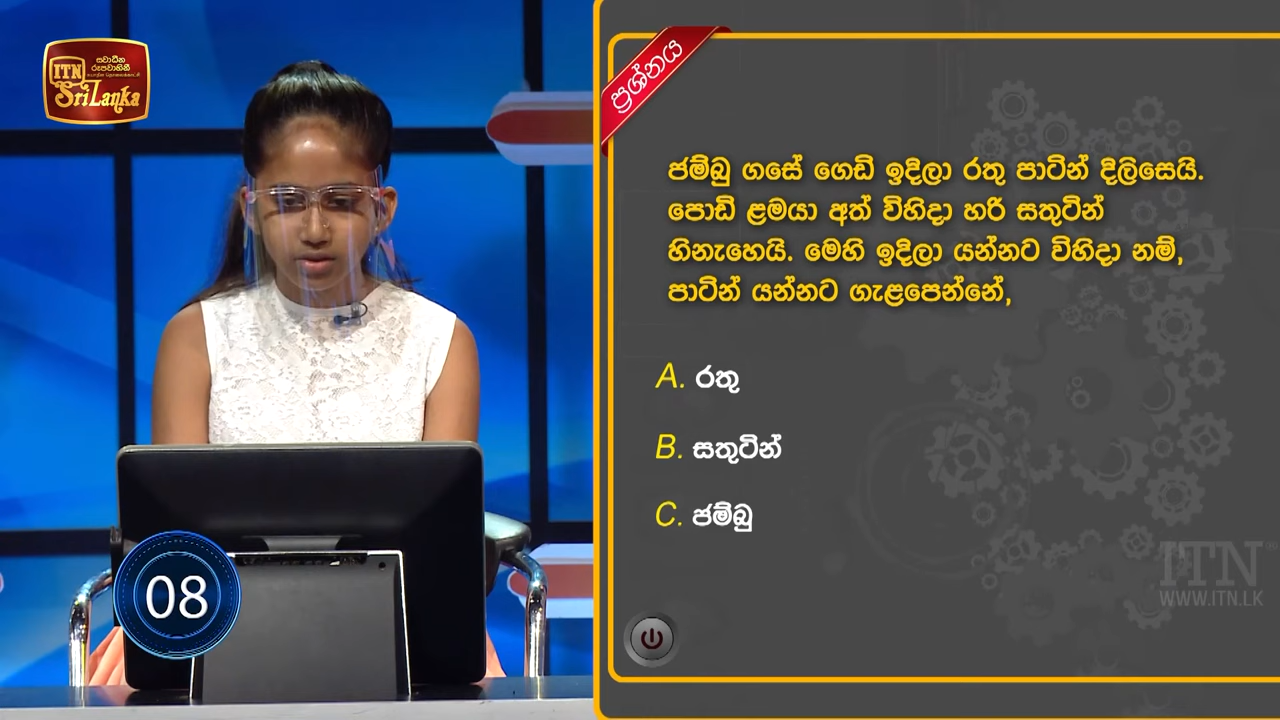 ITN
ස්වාධීන
රූපවාහිනී
Sri Lanka
ප්‍රශ්නය
ජම්බු ගසේ ගෙඩි ඉදිලා රතු පාටින් දිලිසෙයි.
පොඩි ළමයා අත් විහිදා හරි සතුටින්
හිනැහෙයි. මෙහි ඉදිලා යන්නට විහිදා නම්,
පාටින් යන්නට ගැළපෙන්නේ,
A. රතු
B. සතුටින්
C. ජම්බු
08
ITN
WWW.ITN.LK